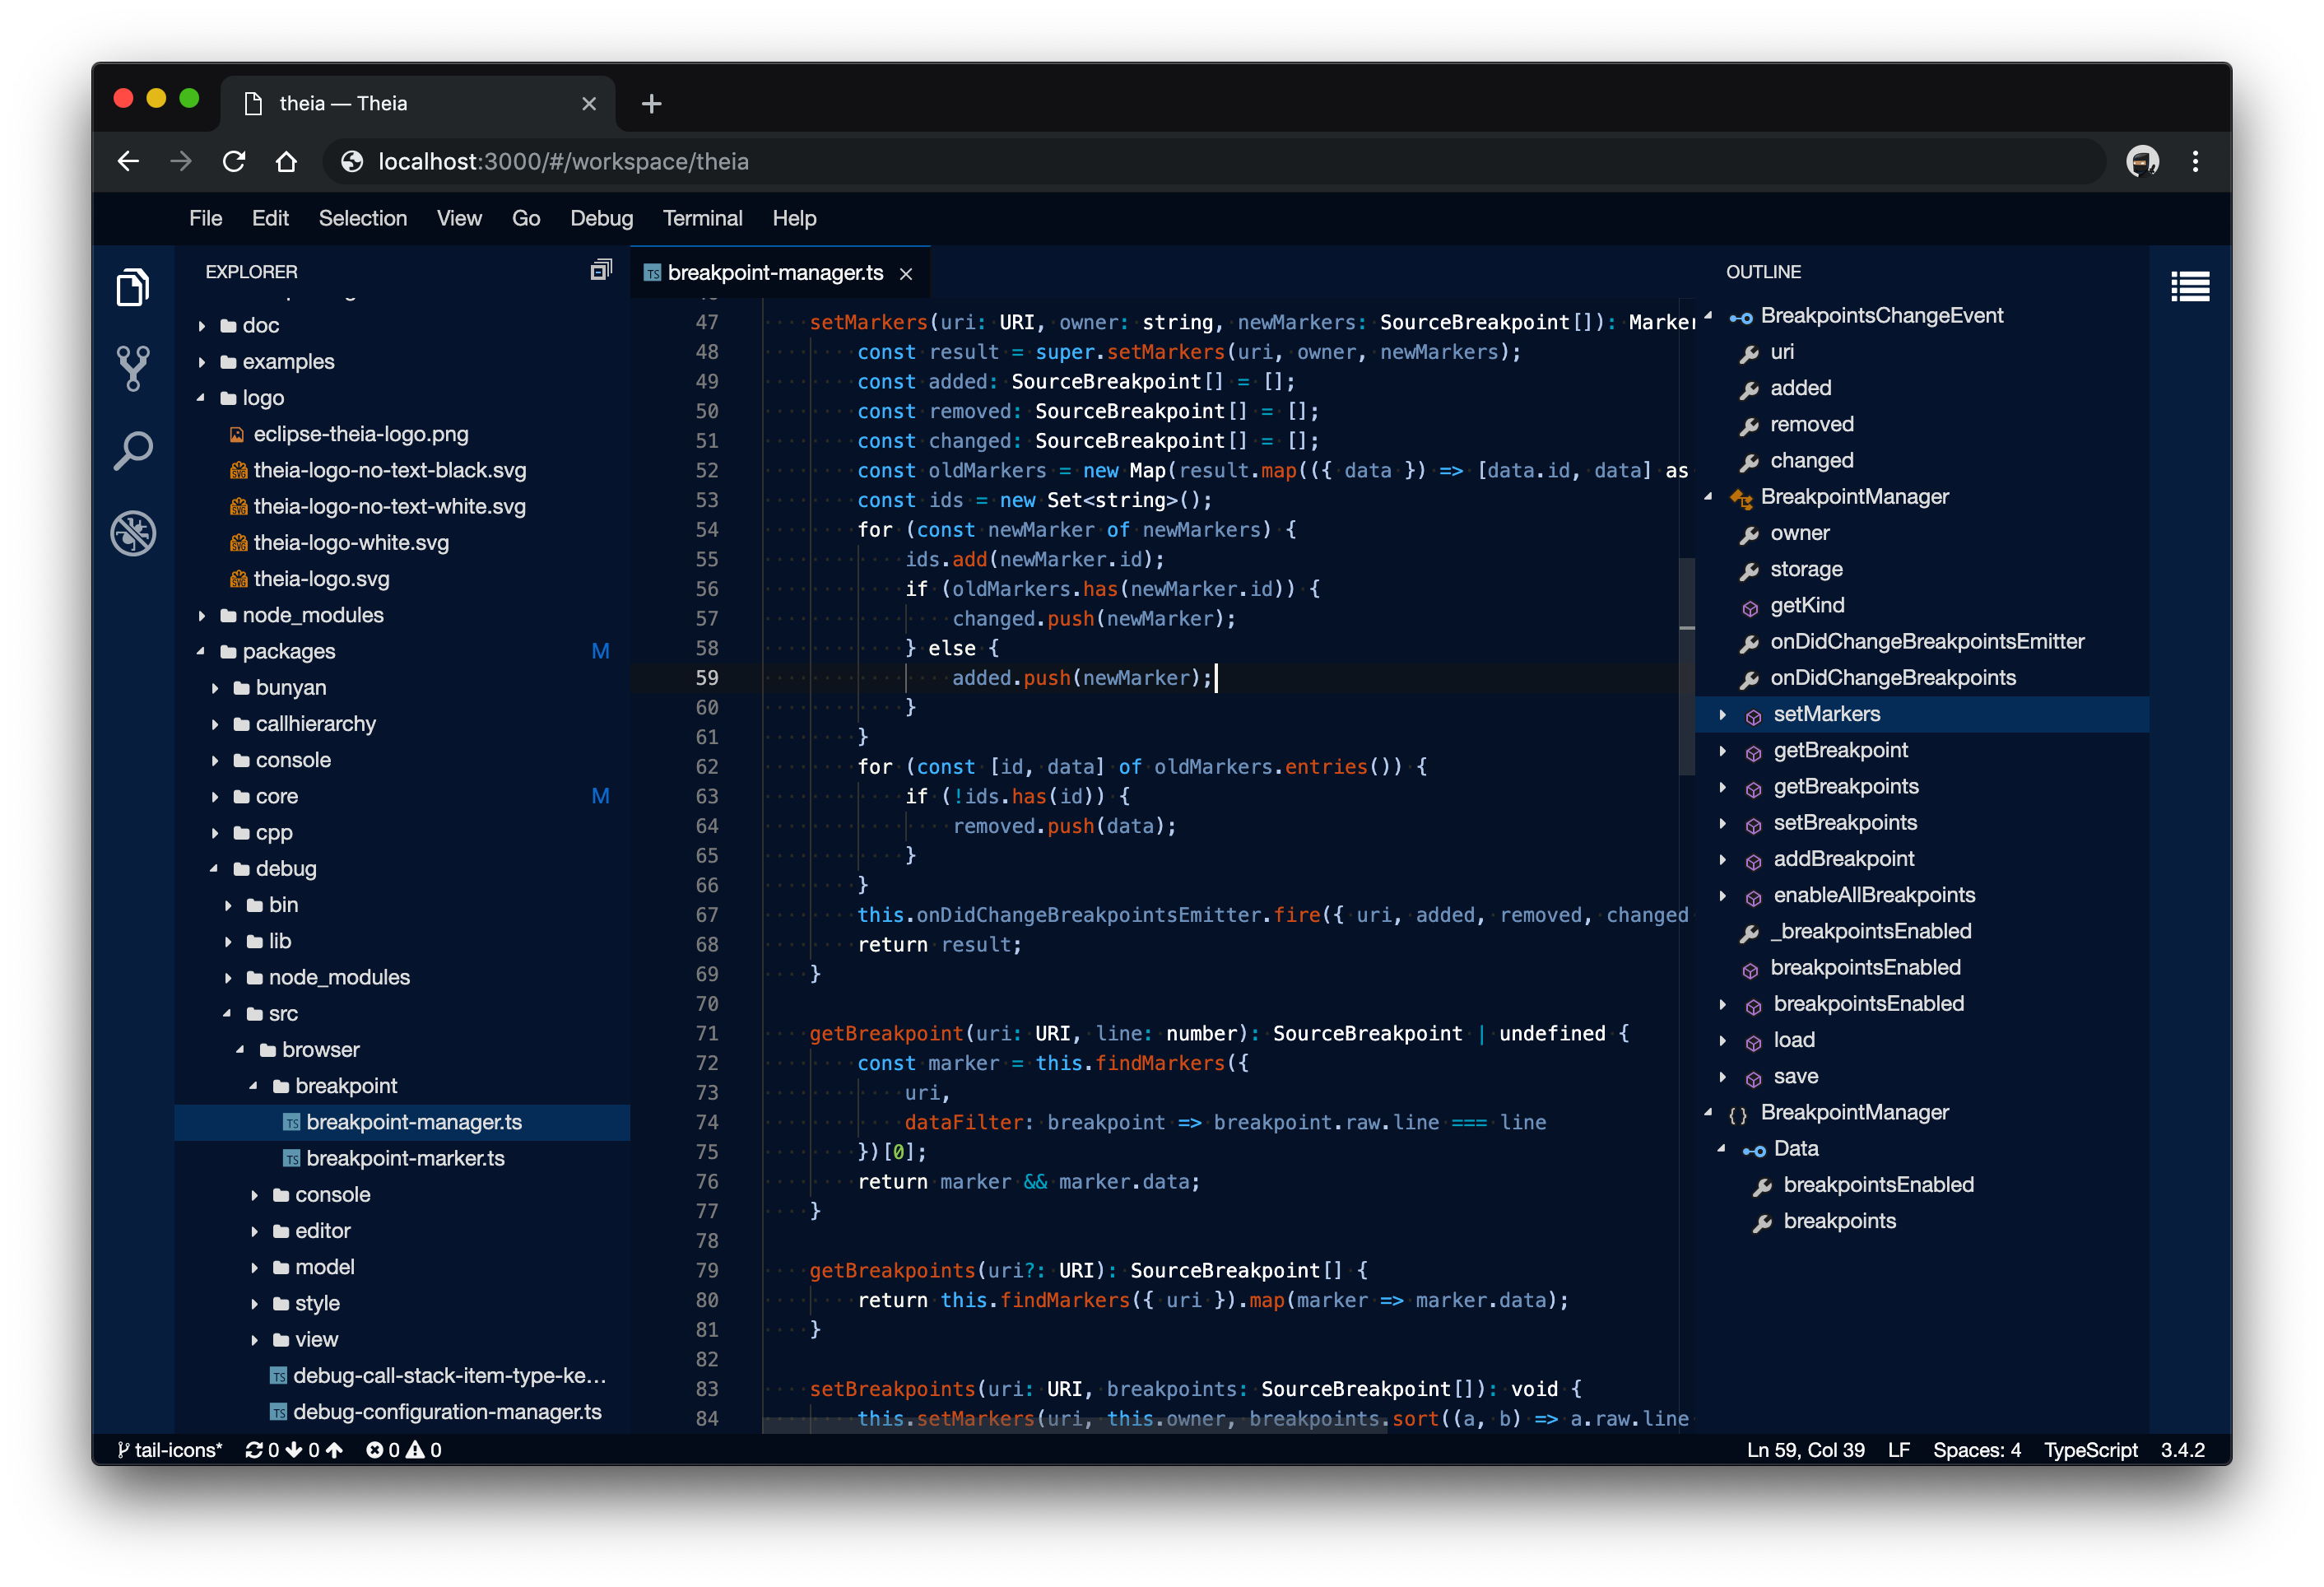 theia — Theia
localhost:3000/#/workspace/theia
File Edit Selection View Go Debug Terminal Help
EXPLORER
doc
examples
logo
eclipse-theia-logo.png
theia-logo-no-text-black.svg
theia-logo-no-text-white.svg
theia-logo-white.svg
theia-logo.svg
node_modules
packages M
bunyan
callhierarchy
console
core M
cpp
debug
bin
lib
node_modules
src
browser
breakpoint
breakpoint-manager.ts
breakpoint-marker.ts
console
editor
model
style
view
debug-call-stack-item-type-ke...
debug-configuration-manager.ts
breakpoint-manager.ts
47 setMarkers(uri: URI, owner: string, newMarkers: SourceBreakpoint[]): Marker
48 const result = super.setMarkers(uri, owner, newMarkers);
49 const added: SourceBreakpoint[] = [];
50 const removed: SourceBreakpoint[] = [];
51 const changed: SourceBreakpoint[] = [];
52 const oldMarkers = new Map(result.map(({ data }) => [data.id, data] as
53 const ids = new Set<string>();
54 for (const newMarker of newMarkers) {
55 ids.add(newMarker.id);
56 if (oldMarkers.has(newMarker.id)) {
57 changed.push(newMarker);
58 } else {
59 added.push(newMarker);
60 }
61 }
62 for (const [id, data] of oldMarkers.entries()) {
63 if (!ids.has(id)) {
64 removed.push(data);
65 }
66 }
67 this.onDidChangeBreakpointsEmitter.fire({ uri, added, removed, changed
68 return result;
69 }
70
71 getBreakpoint(uri: URI, line: number): SourceBreakpoint | undefined {
72 const marker = this.findMarkers({
73 uri,
74 dataFilter: breakpoint => breakpoint.raw.line === line
75 })[0];
76 return marker && marker.data;
77 }
78
79 getBreakpoints(uri?: URI): SourceBreakpoint[] {
80 return this.findMarkers({ uri }).map(marker => marker.data);
81 }
82
83 setBreakpoints(uri: URI, breakpoints: SourceBreakpoint[]): void {
84 this.setMarkers(uri, this.owner, breakpoints.sort((a, b) => a.raw.line
OUTLINE
BreakpointsChangeEvent
uri
added
removed
changed
BreakpointManager
owner
storage
getKind
onDidChangeBreakpointsEmitter
onDidChangeBreakpoints
setMarkers
getBreakpoint
getBreakpoints
setBreakpoints
addBreakpoint
enableAllBreakpoints
_breakpointsEnabled
breakpointsEnabled
breakpointsEnabled
load
save
BreakpointManager
Data
breakpointsEnabled
breakpoints
tail-icons* 0 0 0 0 Ln 59, Col 39 LF Spaces: 4 TypeScript 3.4.2